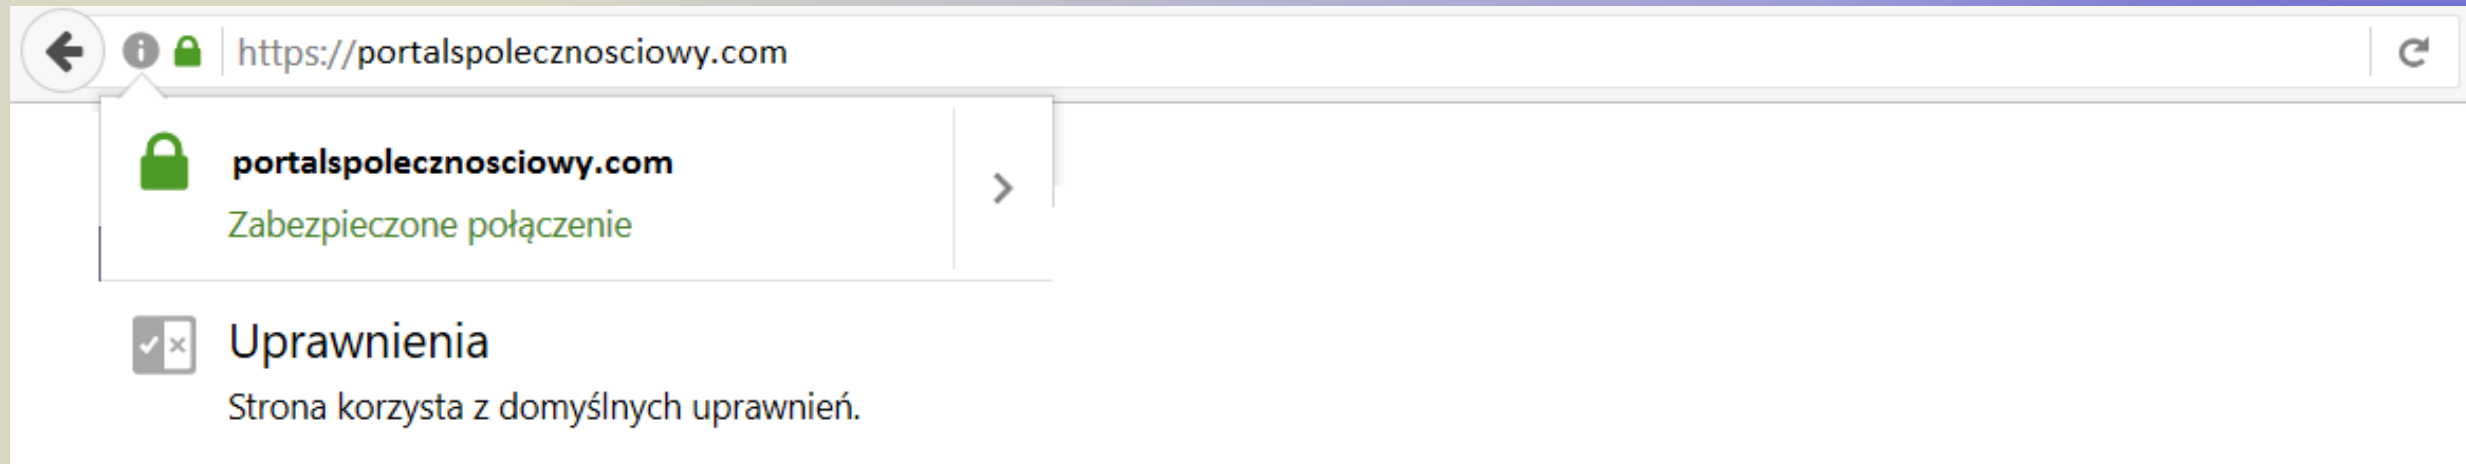 https://portalspolecznosciowy.com
portalspolecznosciowy.com
Zabezpieczone połączenie
Uprawnienia
Strona korzysta z domyślnych uprawnień.